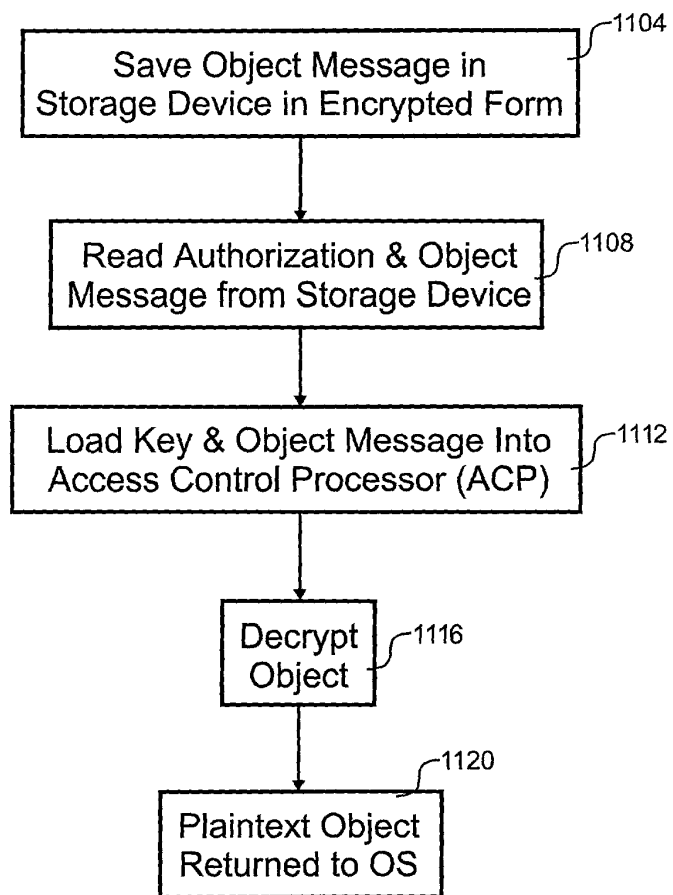 1104
Save Object Message in
Storage Device in Encrypted Form
1108
Read Authorization & Object
Message from Storage Device
1112
Load Key & Object Message Into
Access Control Processor (ACP)
1116
Decrypt
Object
1120
Plaintext Object
Returned to OS